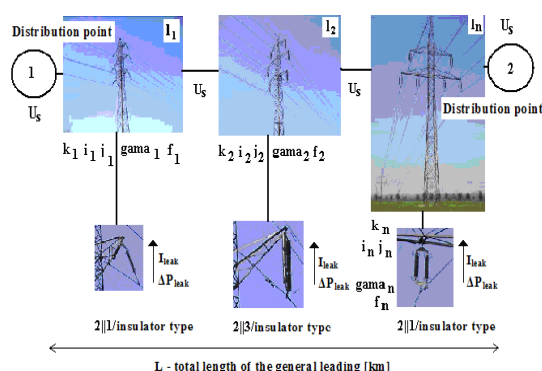 Distribution point
l1
l2
ln
Us
1
Us
Us
Us
2
Distribution point
k1 i1 j1 gama1 f1
k2 i2 j2 gama2 f2
kn
in jn
gaman
fn
Ileak
ΔPleak
Ileak
ΔPleak
Ileak
ΔPleak
2||1/insulator type
2||3/insulator type
2||1/insulator type
L - total length of the general leading [km]